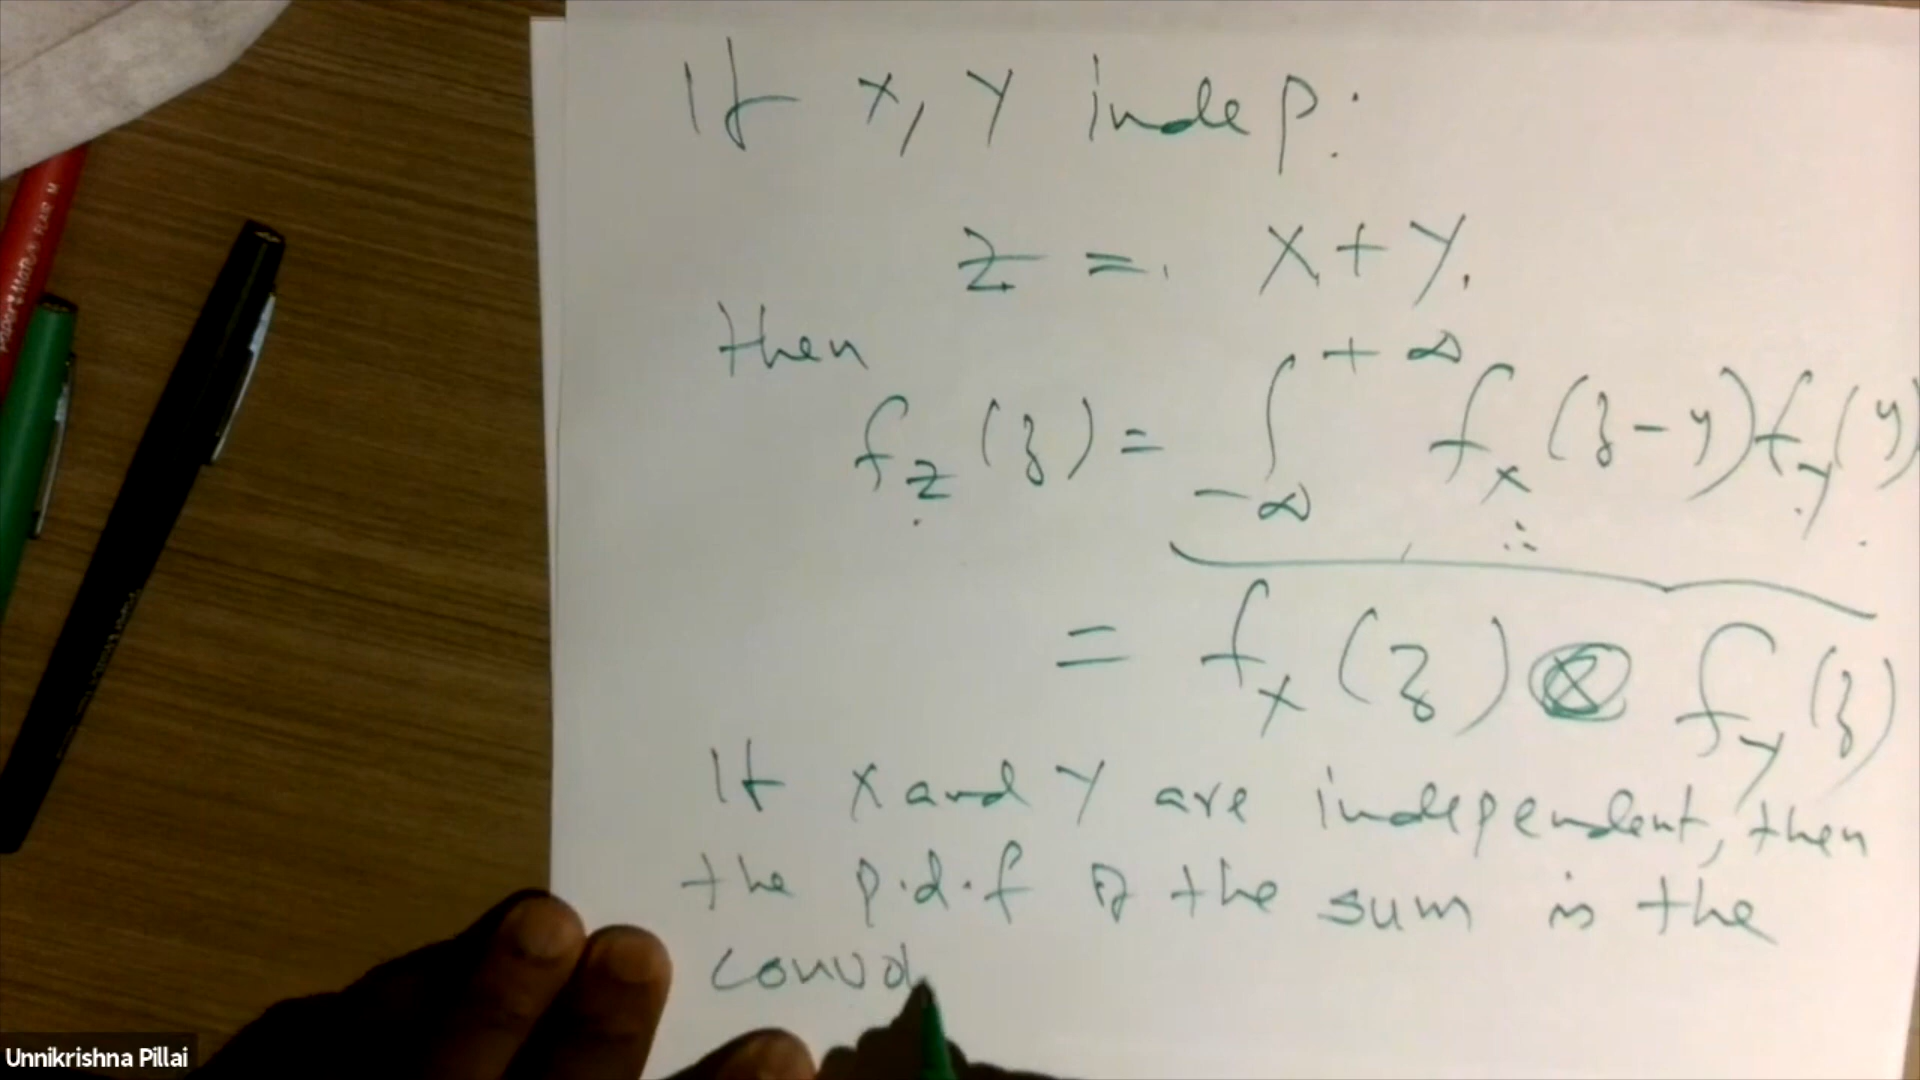 If X, Y indep.
Z = X + Y.
then
f_Z(z) = ∫_{-∞}^{+∞} f_X(z-y) f_Y(y)
= f_X(z) ⊗ f_Y(z)
If X and Y are independent, then
the p.d.f of the sum is the
convol
Unnikrishna Pillai